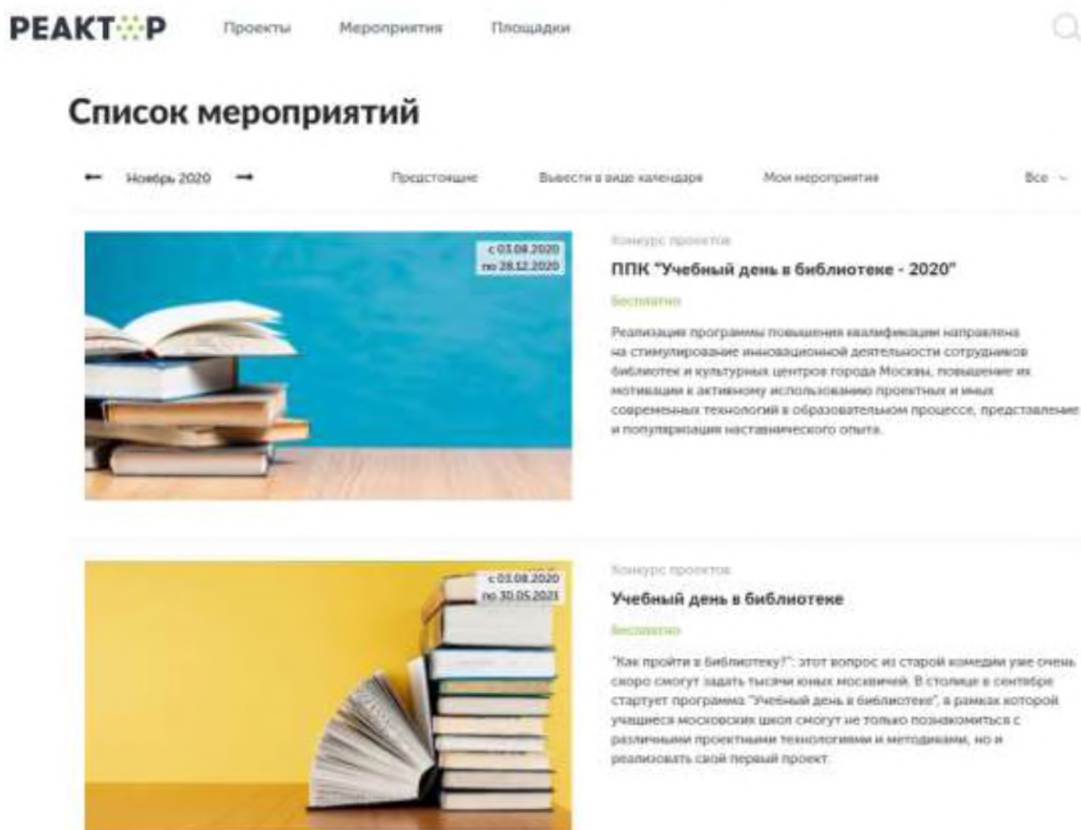 РЕАКТОР
Проекты Мероприятия Площадки
Список мероприятий
← Ноябрь 2020 → Предстоящие Вывести в виде календаря Мои мероприятия Все
с 03.08.2020
по 28.12.2020
Конкурс проектов
ППК "Учебный день в библиотеке - 2020"
Бесплатно
Реализация программы повышения квалификации направлена
на стимулирование инновационной деятельности сотрудников
библиотек и культурных центров города Москвы, повышение их
мотивации к активному использованию проектных и иных
современных технологий в образовательном процессе, представление
и популяризация наставнического опыта.
с 03.08.2020
по 30.05.2021
Конкурс проектов
Учебный день в библиотеке
Бесплатно
"Как пройти в библиотеку?": этот вопрос из старой комедии уже очень
скоро смогут задать тысячи юных москвичей. В столице в сентябре
стартует программа "Учебный день в библиотеке", в рамках которой
учащиеся московских школ смогут не только познакомиться с
различными проектными технологиями и методиками, но и
реализовать свой первый проект.